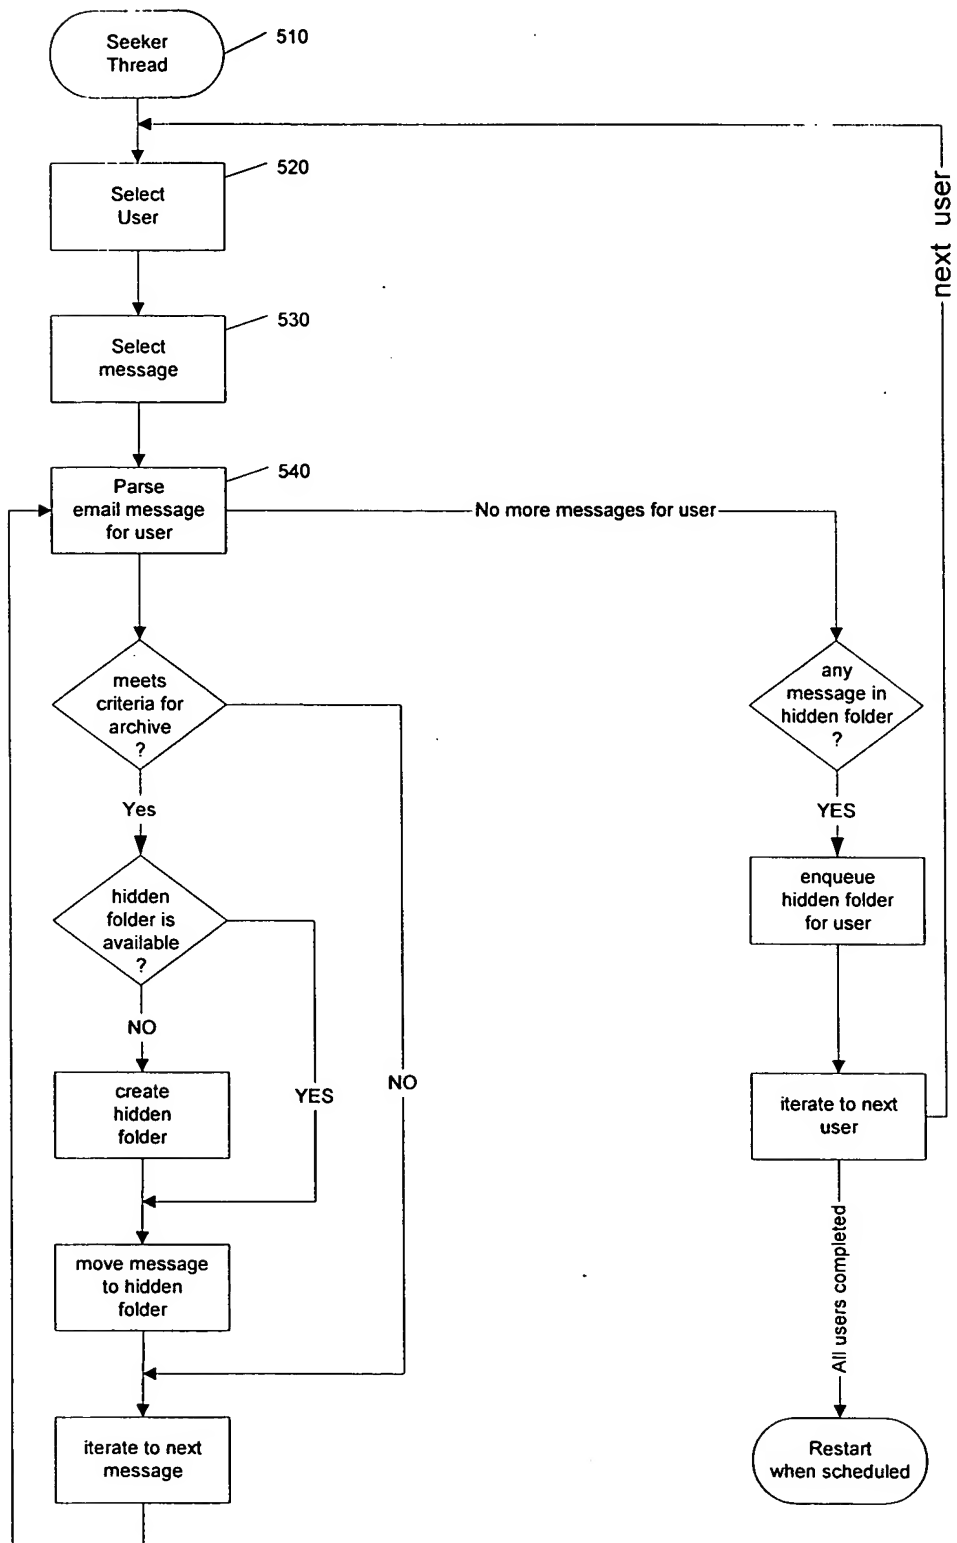 Seeker
Thread
510
Select
User
520
next user
Select
message
530
Parse
email message
for user
540
No more messages for user
meets
criteria for
archive
?
any
message in
hidden folder
?
Yes
YES
hidden
folder is
available
?
enqueue
hidden folder
for user
NO
create
hidden
folder
YES
NO
iterate to next
user
move message
to hidden
folder
All users completed
iterate to next
message
Restart
when scheduled